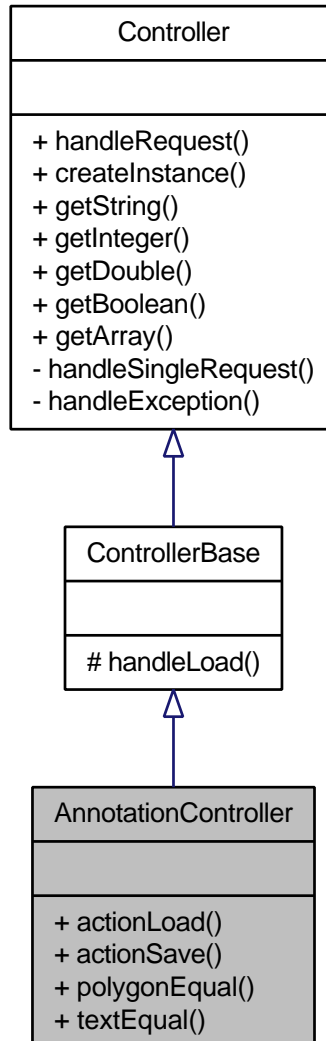 Controller
+ handleRequest()
+ createInstance()
+ getString()
+ getInteger()
+ getDouble()
+ getBoolean()
+ getArray()
- handleSingleRequest()
- handleException()
ControllerBase
# handleLoad()
AnnotationController
+ actionLoad()
+ actionSave()
+ polygonEqual()
+ textEqual()